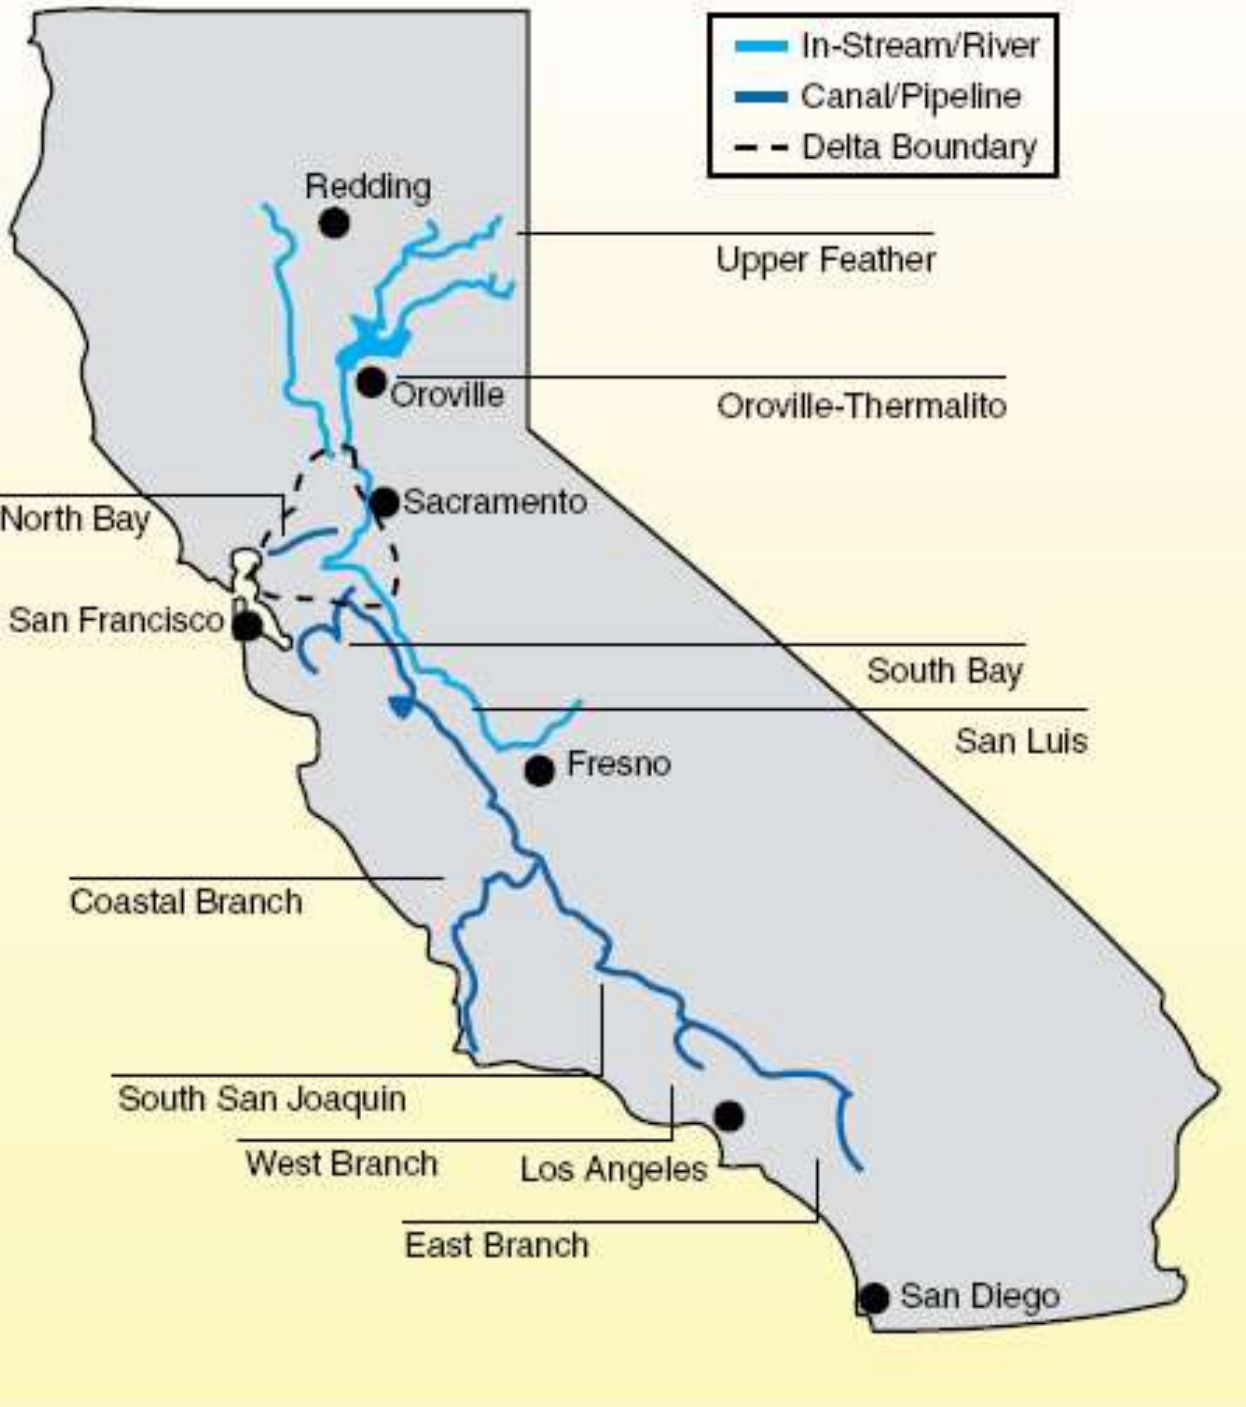 In-Stream/River
Canal/Pipeline
Delta Boundary
Redding
Upper Feather
Oroville
Oroville-Thermalito
Sacramento
North Bay
San Francisco
South Bay
San Luis
Fresno
Coastal Branch
South San Joaquin
West Branch
Los Angeles
East Branch
San Diego